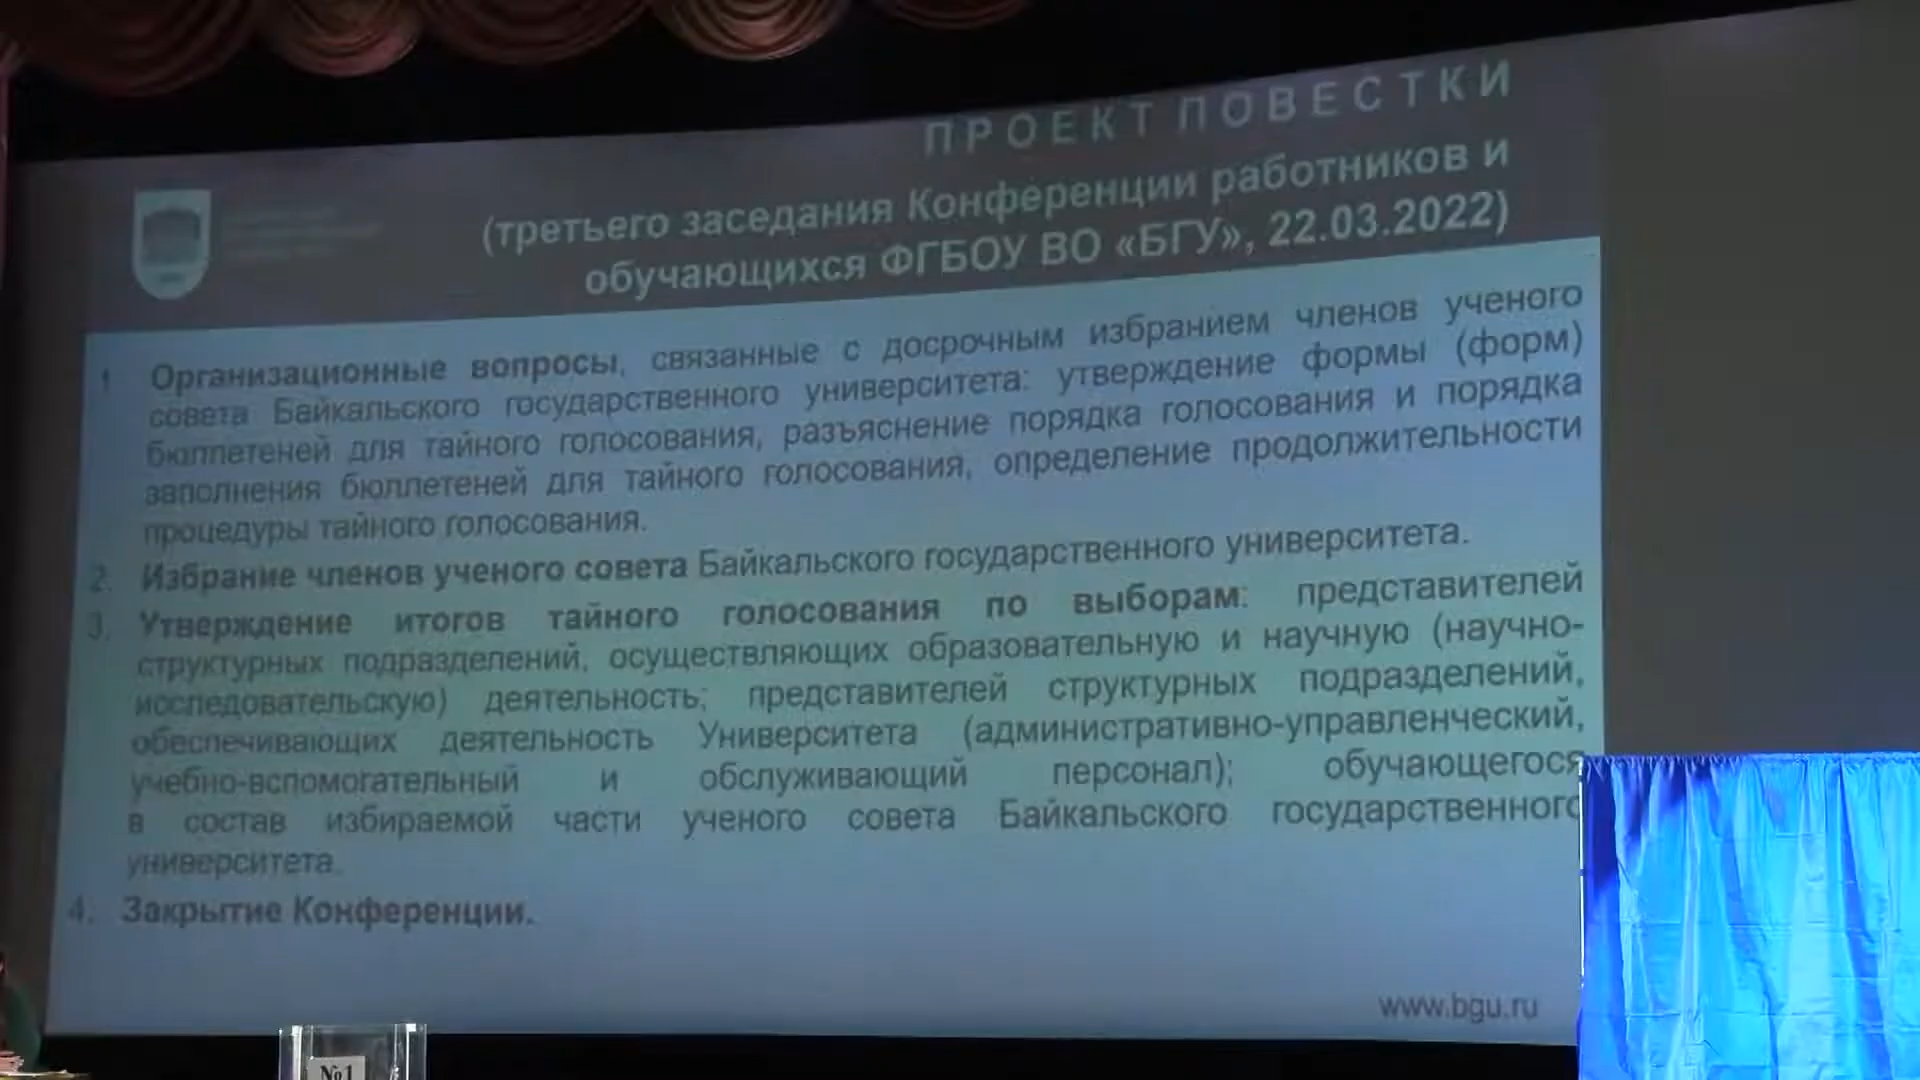 ПРОЕКТ ПОВЕСТКИ
(третьего заседания Конференции работников и
обучающихся ФГБОУ ВО «БГУ», 22.03.2022)
1 Организационные вопросы, связанные с досрочным избранием членов ученого
совета Байкальского государственного университета: утверждение формы (форм)
бюллетеней для тайного голосования, разъяснение порядка голосования и порядка
заполнения бюллетеней для тайного голосования, определение продолжительности
процедуры тайного голосования.
2. Избрание членов ученого совета Байкальского государственного университета.
3. Утверждение итогов тайного голосования по выборам: представителей
структурных подразделений, осуществляющих образовательную и научную (научно-
исследовательскую) деятельность; представителей структурных подразделений,
обеспечивающих деятельность Университета (административно-управленческий,
учебно-вспомогательный и обслуживающий персонал); обучающегося
в состав избираемой части ученого совета Байкальского государственного
университета.
4. Закрытие Конференции.
www.bgu.ru
№1